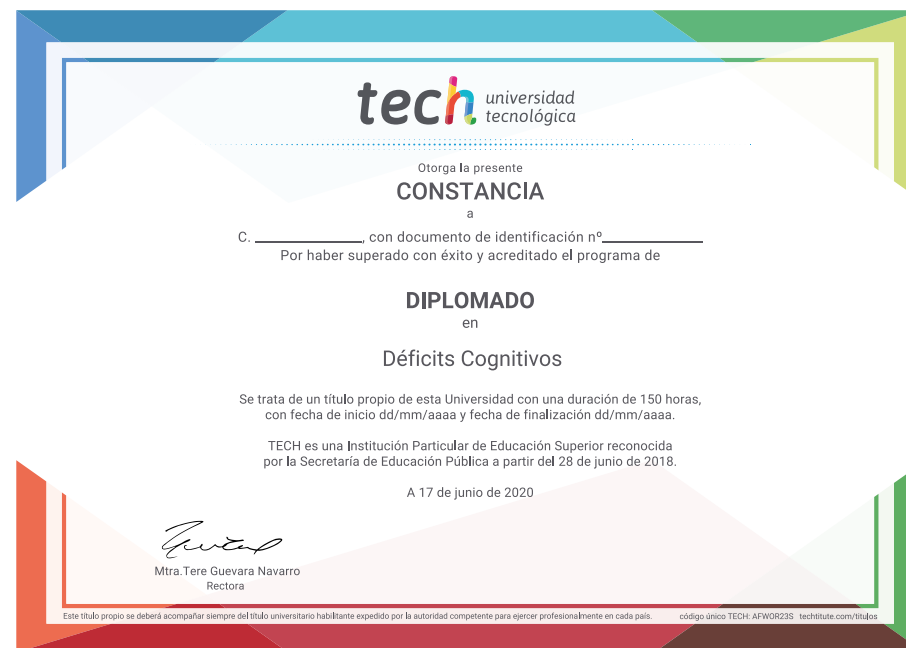 tech universidad
tecnológica
Otorga la presente
CONSTANCIA
a
C. ____________, con documento de identificación nº____________
Por haber superado con éxito y acreditado el programa de
DIPLOMADO
en
Déficits Cognitivos
Se trata de un título propio de esta Universidad con una duración de 150 horas,
con fecha de inicio dd/mm/aaaa y fecha de finalización dd/mm/aaaa.
TECH es una Institución Particular de Educación Superior reconocida
por la Secretaría de Educación Pública a partir del 28 de junio de 2018.
A 17 de junio de 2020
Mtra.Tere Guevara Navarro
Rectora
Este título propio se deberá acompañar siempre del título universitario habilitante expedido por la autoridad competente para ejercer profesionalmente en cada país. código único TECH: AFWOR23S techtitute.com/titulos